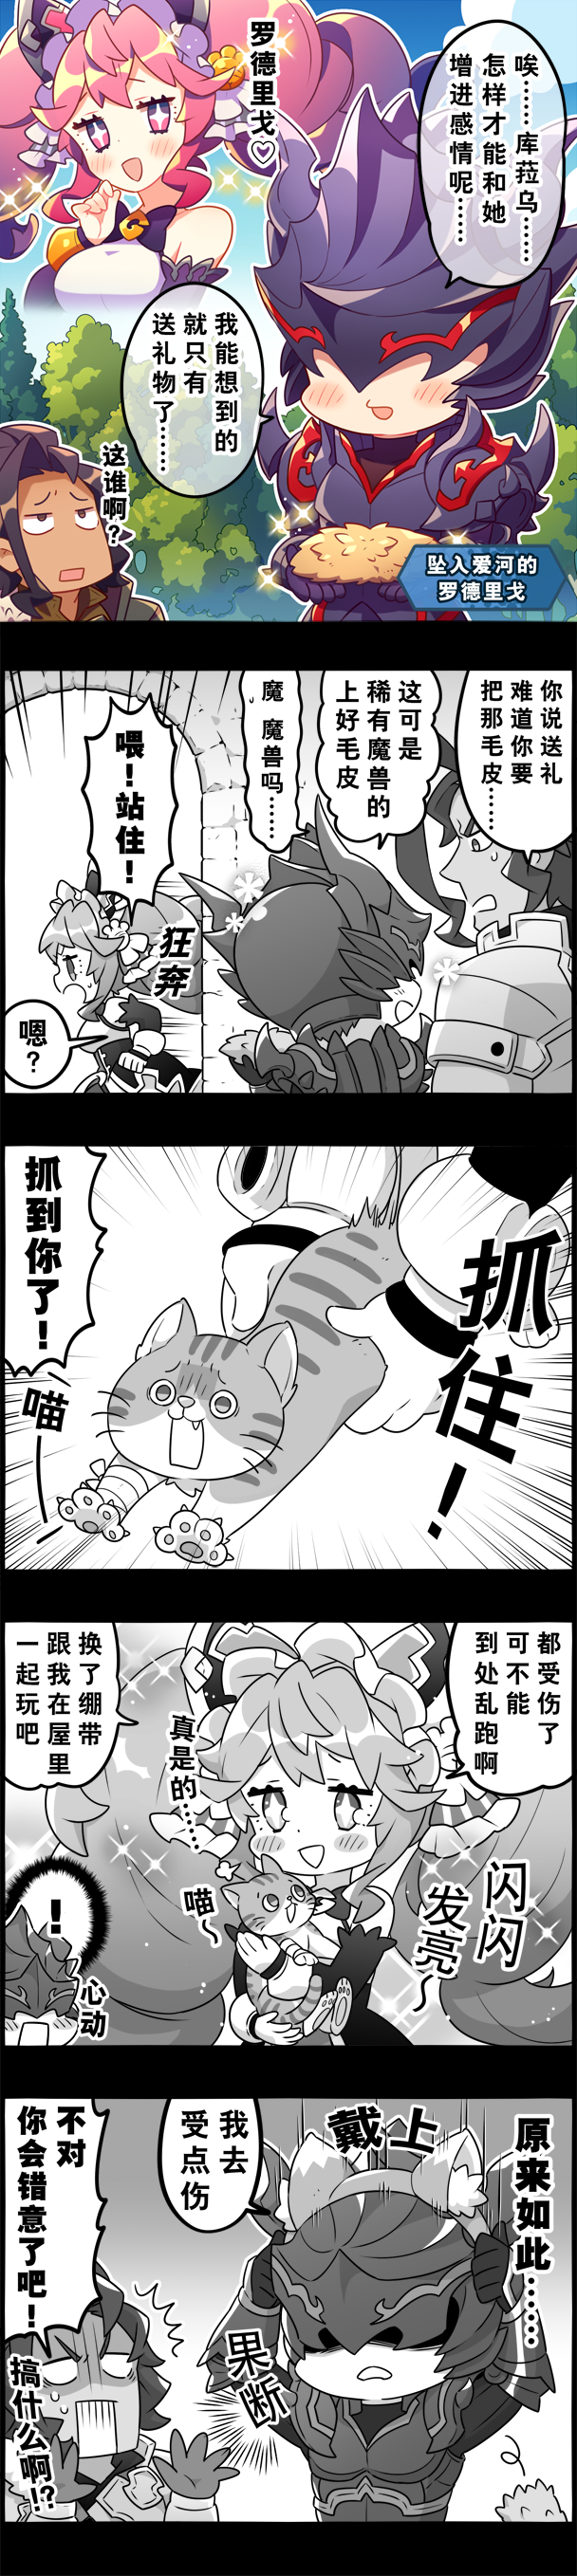 唉……库菈乌……
怎样才能和她
增进感情呢……
罗德里戈♡
我能想到的
就只有
送礼物了……
这谁啊？
坠入爱河的
罗德里戈
你说送礼
难道你要
把那毛皮……
这可是
稀有魔兽的
上好毛皮
魔 魔兽吗……
喂！站住！
狂奔
嗯？
抓住！
抓到你了！
喵——
都受伤了
可不能
到处乱跑啊
真是的……
换了绷带
跟我在屋里
一起玩吧
闪闪
发亮～
喵～
！
心动
原来如此……
戴上
我去
受点伤
果断
不对
你会错意了吧！
搞什么啊!?